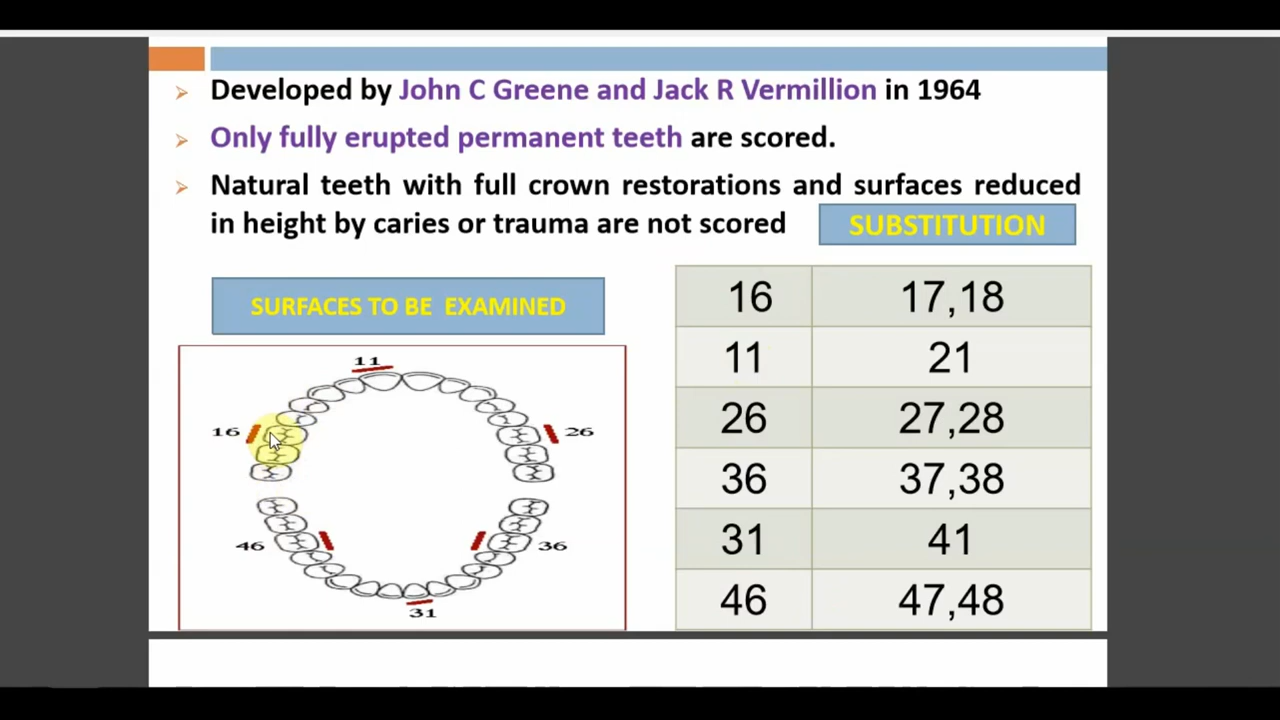 Developed by John C Greene and Jack R Vermillion in 1964
Only fully erupted permanent teeth are scored.
Natural teeth with full crown restorations and surfaces reduced
in height by caries or trauma are not scored
SUBSTITUTION
SURFACES TO BE EXAMINED
11
16
26
46
36
31
16 17,18
11 21
26 27,28
36 37,38
31 41
46 47,48